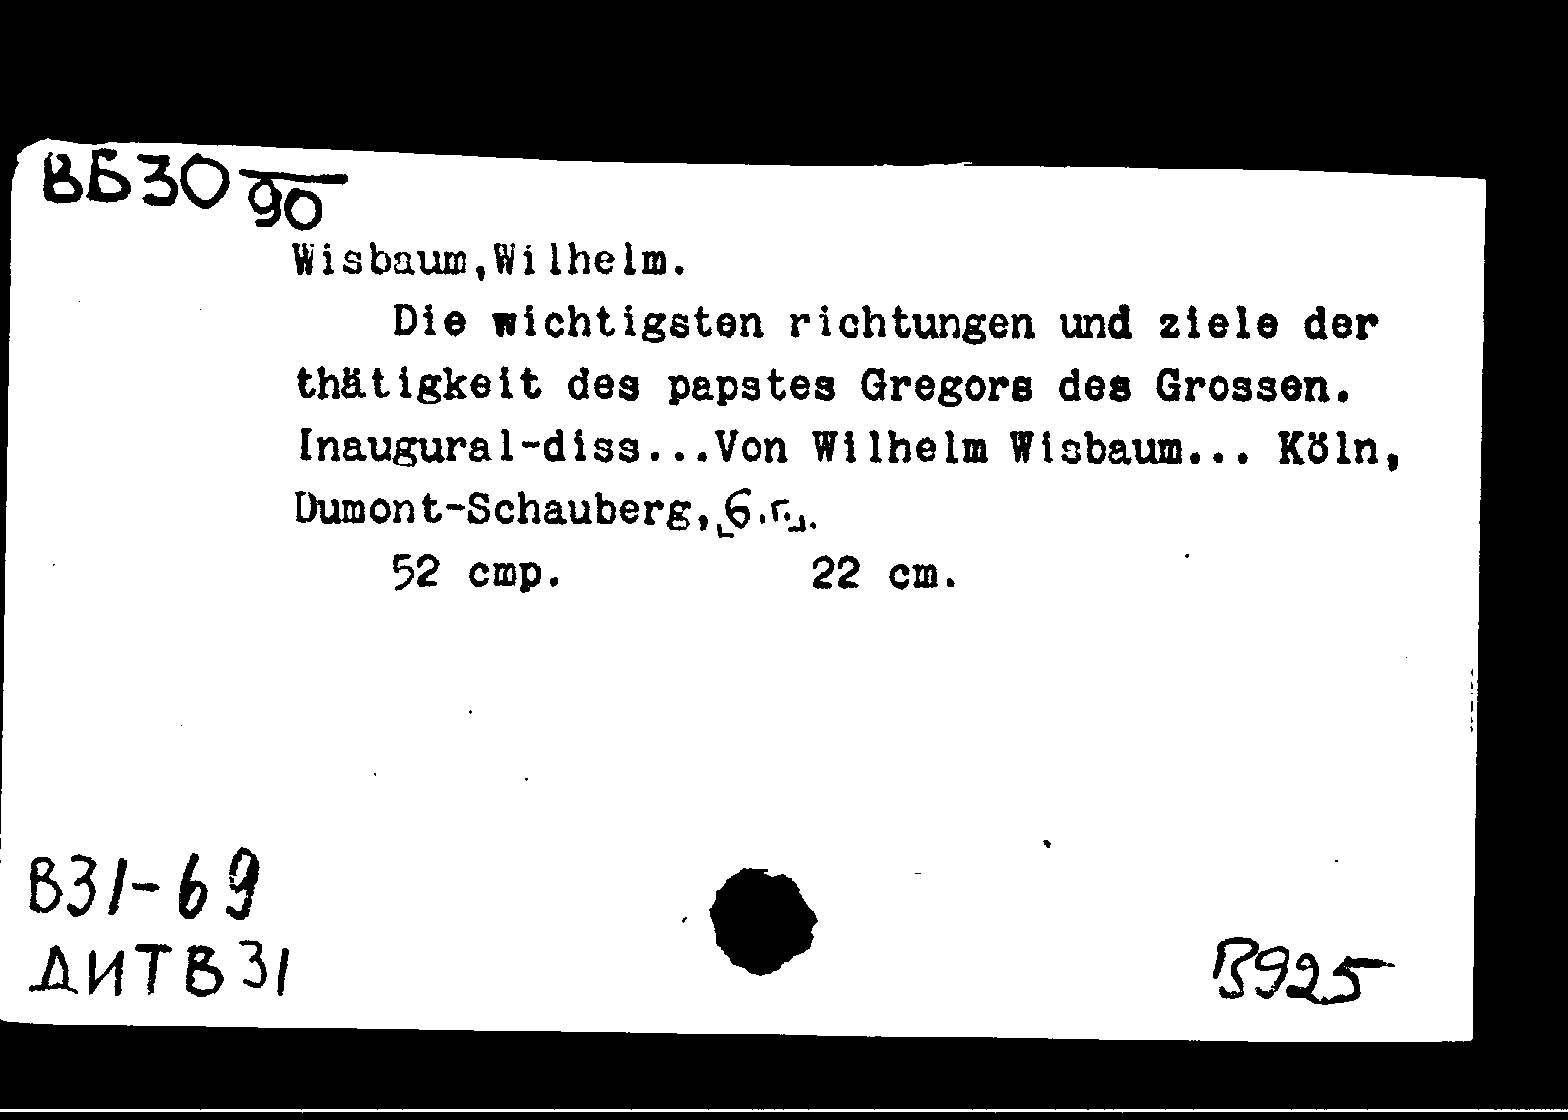 ВБ30 90
Wisbaum,Wilhelm.
Die wichtigsten richtungen und ziele der
thätigkeit des papstes Gregors des Grossen.
Inaugural-diss...Von Wilhelm Wisbaum... Köln,
Dumont-Schauberg,[б.г.].
52 cmp. 22 cm.
В31-69
ДИТВ31
В925